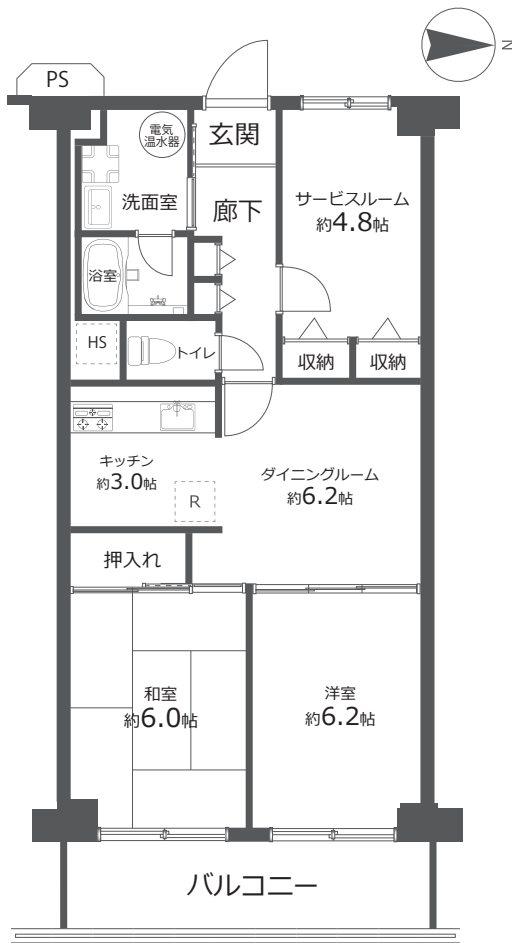 N
PS
電気
温水器
玄関
洗面室
廊下
サービスルーム
約4.8帖
浴室
HS
トイレ
収納
収納
キッチン
約3.0帖
R
ダイニングルーム
約6.2帖
押入れ
和室
約6.0帖
洋室
約6.2帖
バルコニー